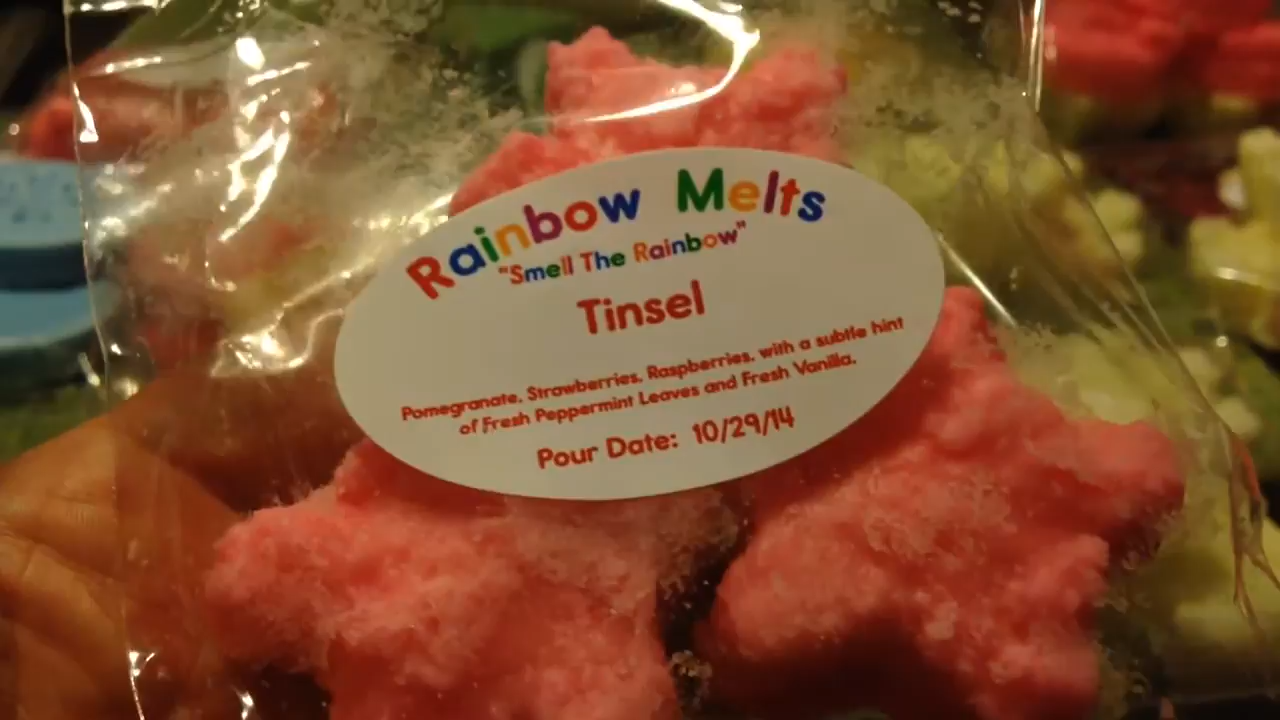 Rainbow Melts
"Smell The Rainbow"
Tinsel
Pomegranate, Strawberries, Raspberries, with a subtle hint
of Fresh Peppermint Leaves and Fresh Vanilla.
Pour Date: 10/29/14